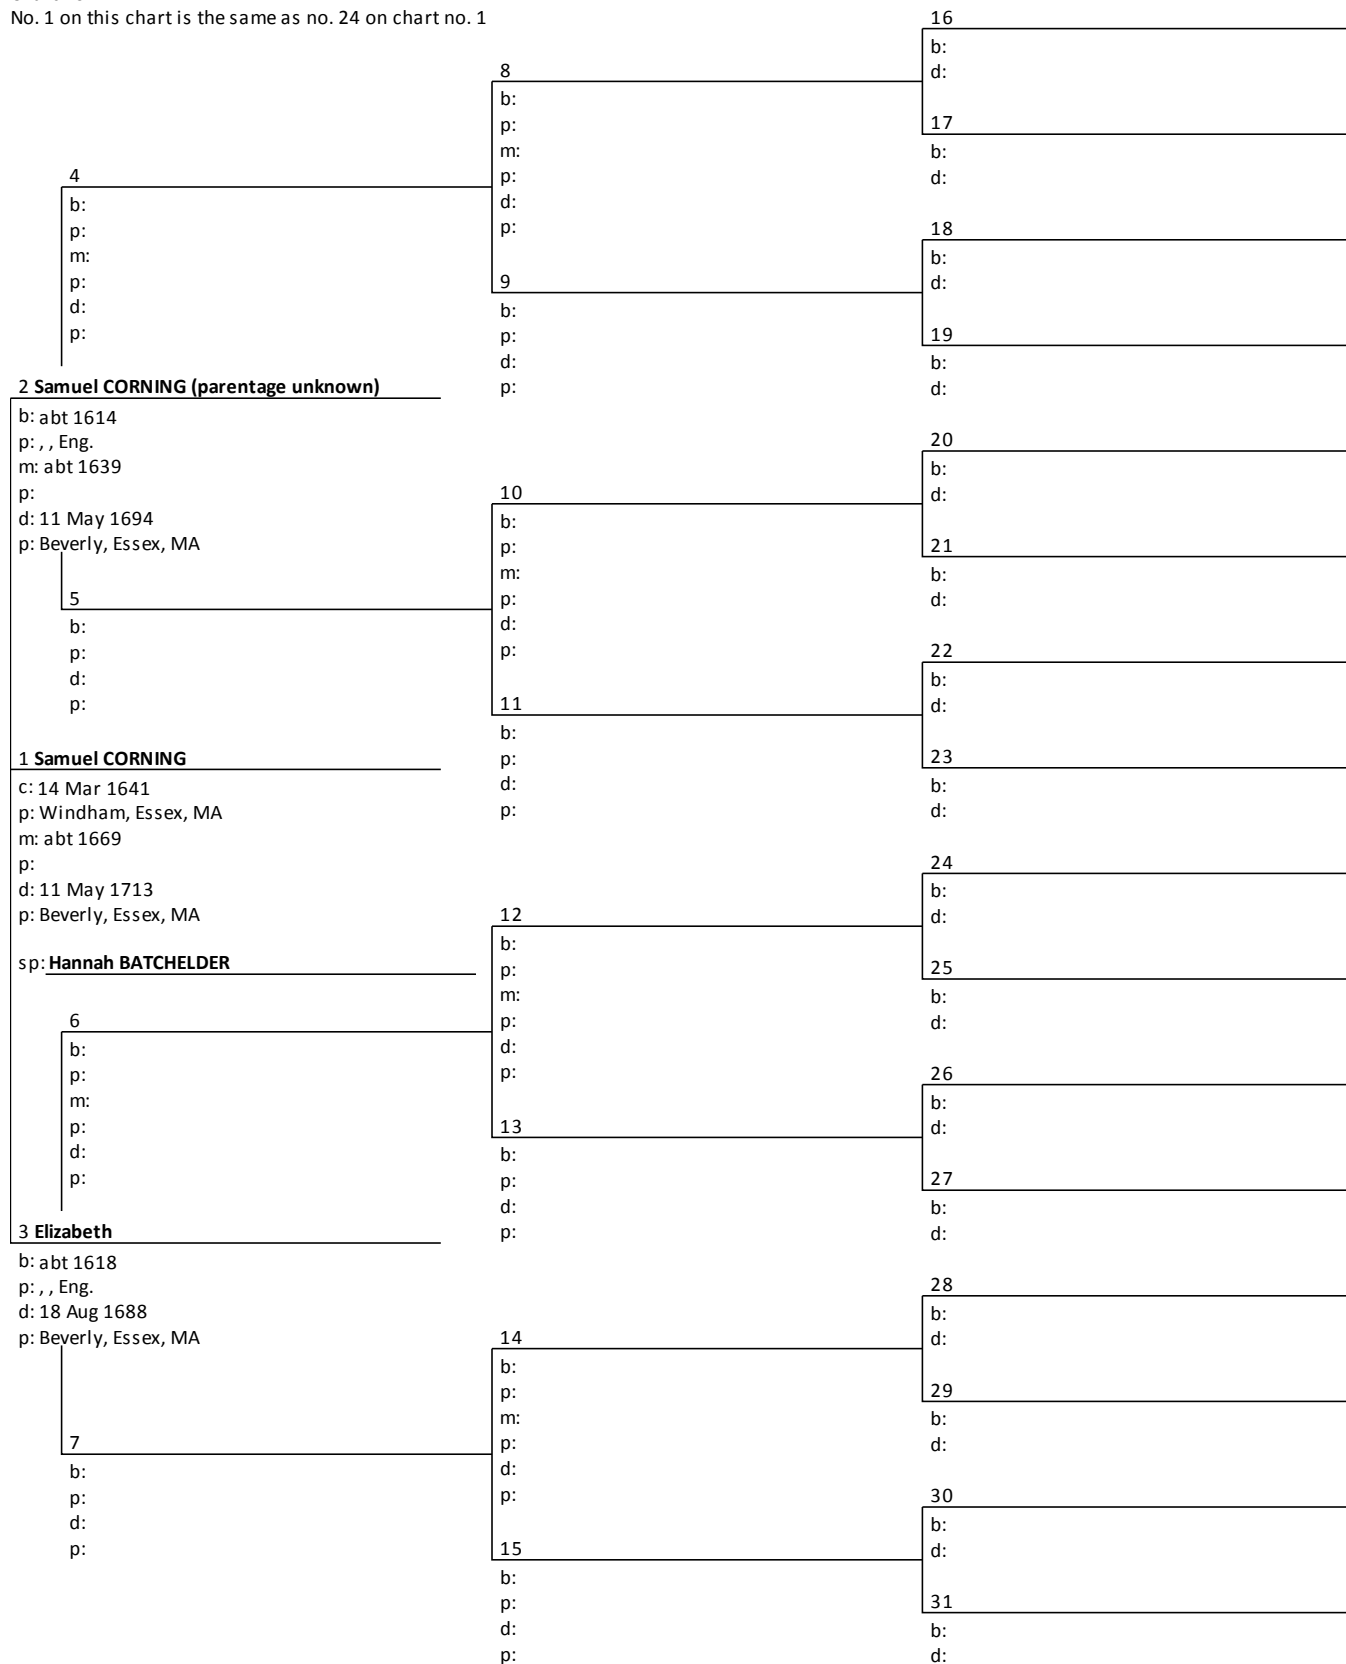 No. 1 on this chart is the same as no. 24 on chart no. 1
4
b:
p:
m:
p:
d:
p:
2 Samuel CORNING (parentage unknown)
b: abt 1614
p: , , Eng.
m: abt 1639
p:
d: 11 May 1694
p: Beverly, Essex, MA
5
b:
p:
d:
p:
1 Samuel CORNING
c: 14 Mar 1641
p: Windham, Essex, MA
m: abt 1669
p:
d: 11 May 1713
p: Beverly, Essex, MA
sp: Hannah BATCHELDER
6
b:
p:
m:
p:
d:
p:
3 Elizabeth
b: abt 1618
p: , , Eng.
d: 18 Aug 1688
p: Beverly, Essex, MA
7
b:
p:
d:
p:
8
b:
p:
m:
p:
d:
p:
9
b:
p:
d:
p:
10
b:
p:
m:
p:
d:
p:
11
b:
p:
d:
p:
12
b:
p:
m:
p:
d:
p:
13
b:
p:
d:
p:
14
b:
p:
m:
p:
d:
p:
15
b:
p:
d:
p:
16
b:
d:
17
b:
d:
18
b:
d:
19
b:
d:
20
b:
d:
21
b:
d:
22
b:
d:
23
b:
d:
24
b:
d:
25
b:
d:
26
b:
d:
27
b:
d:
28
b:
d:
29
b:
d:
30
b:
d:
31
b:
d: